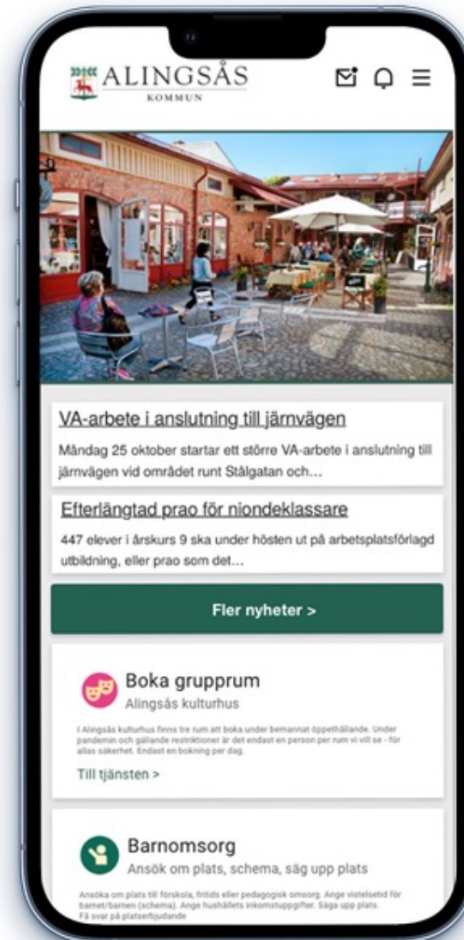 ALINGSÅS
KOMMUN
VA-arbete i anslutning till järnvägen
Måndag 25 oktober startar ett större VA-arbete i anslutning till
järnvägen vid området runt Stålgatan och...
Efterlängtad prao för niondeklassare
447 elever i årskurs 9 ska under hösten ut på arbetsplatsförlagd
utbildning, eller prao som det...
Fler nyheter >
Boka grupprum
Alingsås kulturhus
I Alingsås kulturhus finns tre rum att boka under bemannat öppethållande. Under
pandemin och gällande restriktioner är det endast en person per rum vi vill se - för
allas säkerhet. Endast en bokning per dag.
Till tjänsten >
Barnomsorg
Ansök om plats, schema, säg upp plats
Ansöka om plats till förskola, fritids eller pedagogisk omsorg. Ange vistelsetid för
barnet/barnen (schema). Ange hushållets inkomstuppgifter. Säga upp plats.
Få svar på platserbjudande